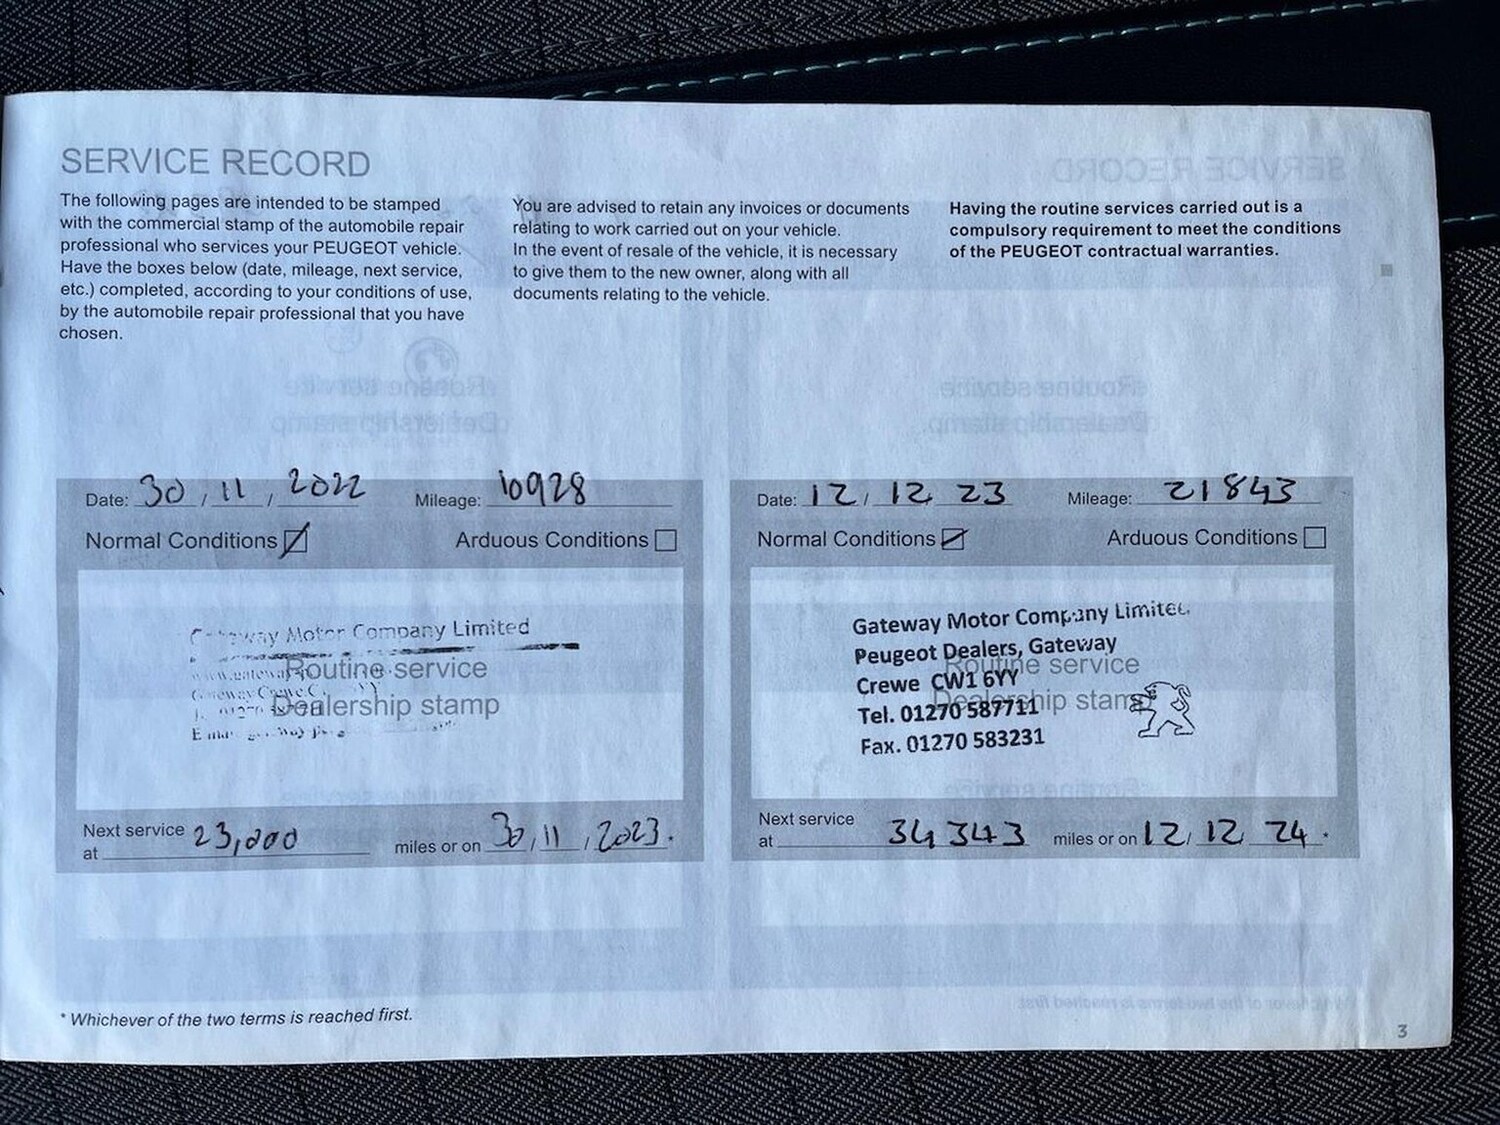 SERVICE RECORD
The following pages are intended to be stamped
with the commercial stamp of the automobile repair
professional who services your PEUGEOT vehicle.
Have the boxes below (date, mileage, next service,
etc.) completed, according to your conditions of use,
by the automobile repair professional that you have
chosen.
You are advised to retain any invoices or documents
relating to work carried out on your vehicle.
In the event of resale of the vehicle, it is necessary
to give them to the new owner, along with all
documents relating to the vehicle.
Having the routine services carried out is a
compulsory requirement to meet the conditions
of the PEUGEOT contractual warranties.
Date: 30 / 11 / 2022 Mileage: 10928
Normal Conditions Arduous Conditions
Motor Company Limited
Routine service
Dealership stamp
Next service
at 23,000 miles or on 30 / 11 / 2023.
Date: 12 / 12 23 Mileage: 21843
Normal Conditions Arduous Conditions
Gateway Motor Company Limited
Peugeot Dealers, Gateway
Routine service
Crewe CW1 6YY
Dealership stamp
Tel. 01270 587711
Fax. 01270 583231
Next service
at 34343 miles or on 12 / 12 / 24 *
* Whichever of the two terms is reached first.
3